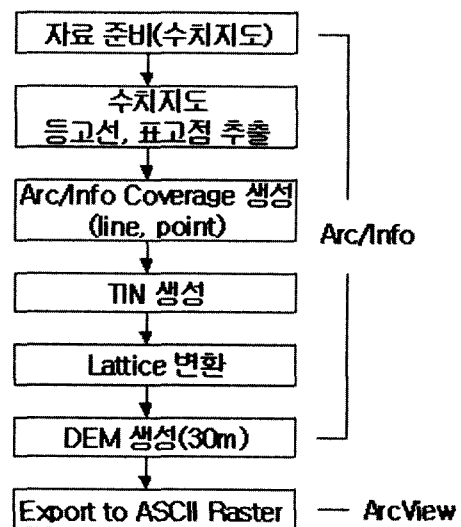 자료 준비(수치지도)
수치지도
등고선, 표고점 추출
Arc/Info Coverage 생성
(line, point)
Arc/Info
TIN 생성
Lattice 변환
DEM 생성(30m)
Export to ASCII Raster
ArcView